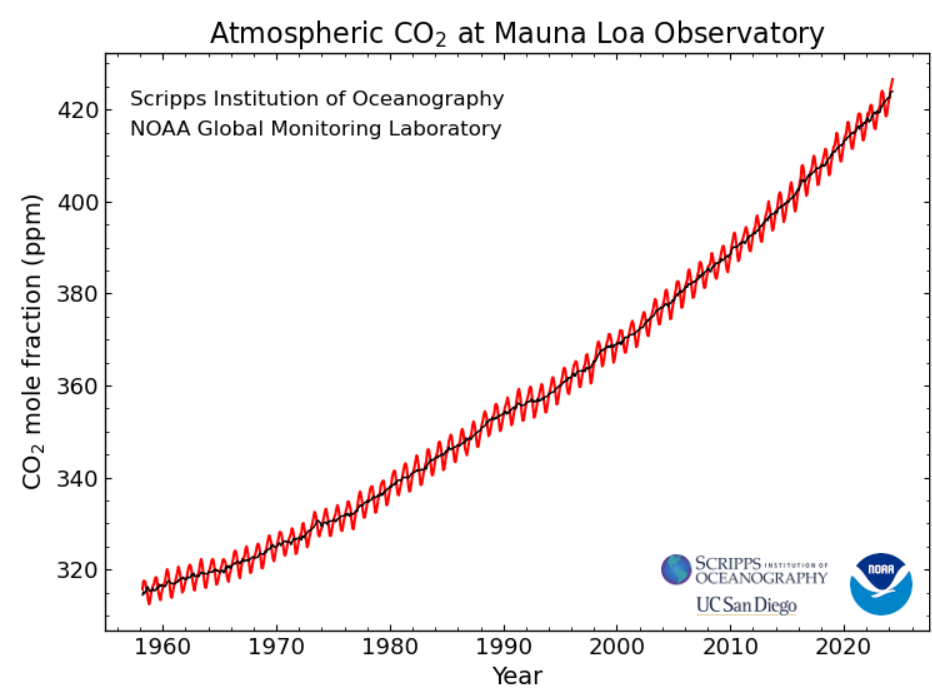 Atmospheric CO₂ at Mauna Loa Observatory
Scripps Institution of Oceanography
NOAA Global Monitoring Laboratory
CO₂ mole fraction (ppm)
420
400
380
360
340
320
SCRIPPS INSTITUTION OF
OCEANOGRAPHY
UC San Diego
NOAA
1960 1970 1980 1990 2000 2010 2020
Year